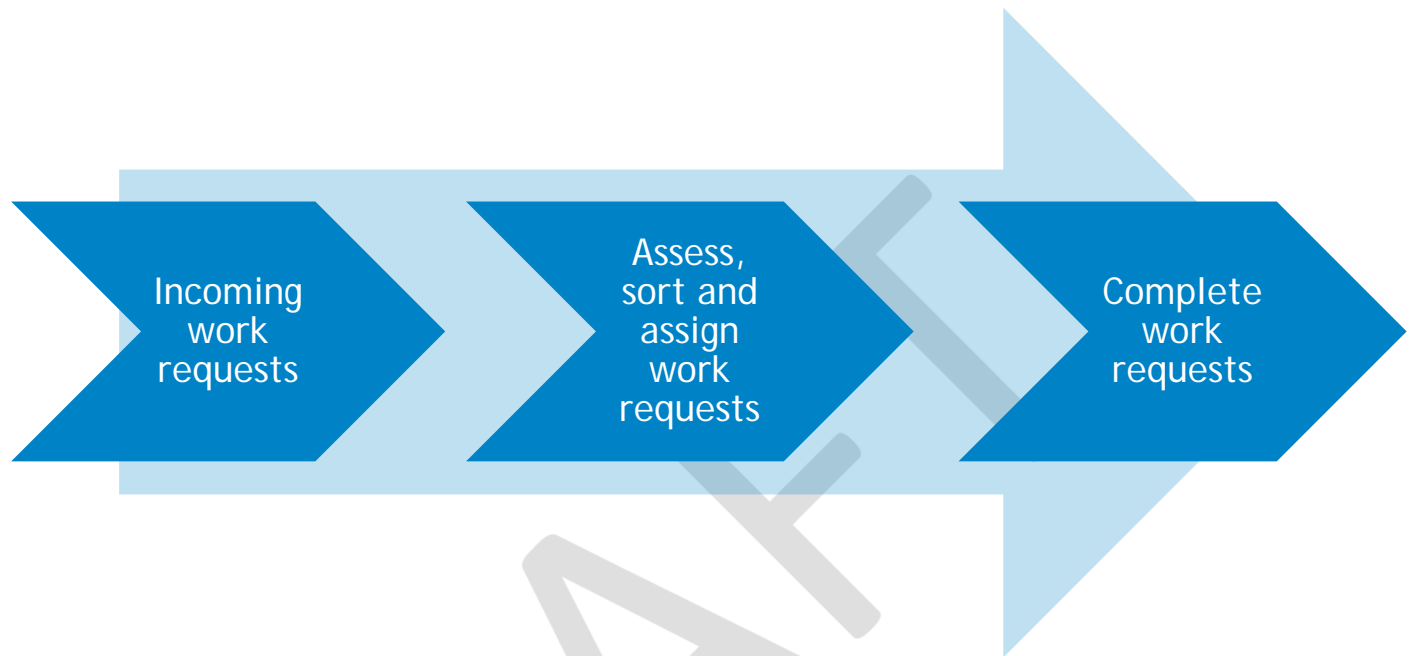 Incoming
work
requests
Assess,
sort and
assign
work
requests
Complete
work
requests